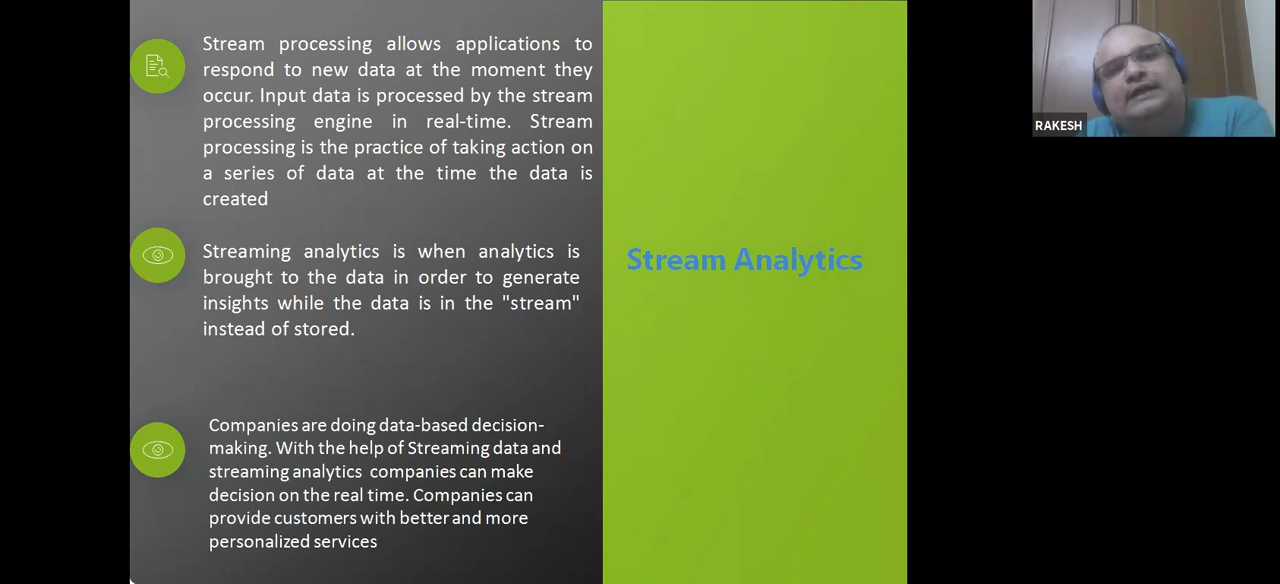 Stream processing allows applications to
respond to new data at the moment they
occur. Input data is processed by the stream
processing engine in real-time. Stream
processing is the practice of taking action on
a series of data at the time the data is
created
Streaming analytics is when analytics is
brought to the data in order to generate
insights while the data is in the "stream"
instead of stored.
Companies are doing data-based decision-
making. With the help of Streaming data and
streaming analytics  companies can make
decision on the real time. Companies can
provide customers with better and more
personalized services
Stream Analytics
RAKESH